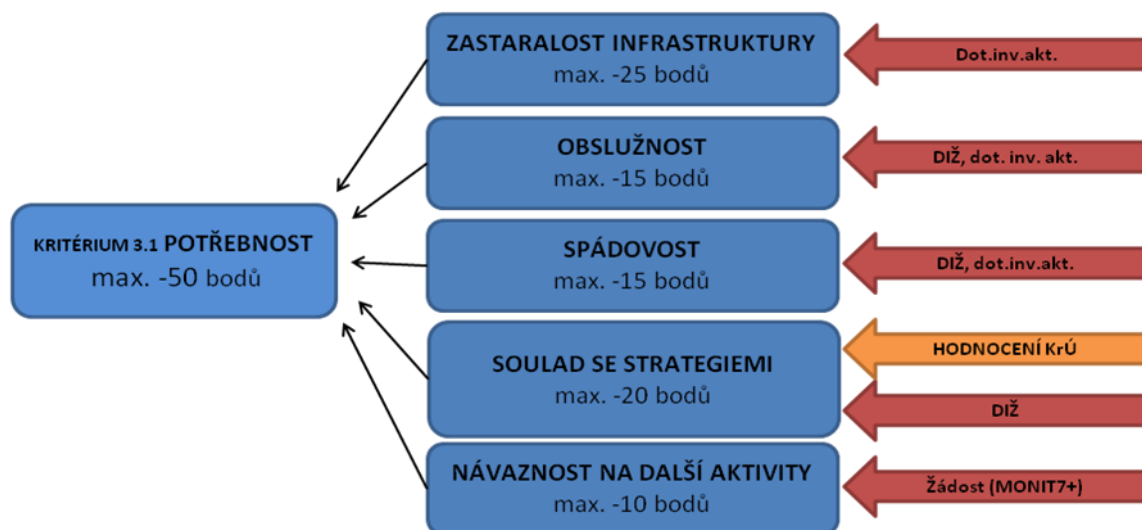 ZASTARALOST INFRASTRUKTURY
max. -25 bodů
Dot.inv.akt.
OBSLUŽNOST
max. -15 bodů
DIŽ, dot. inv. akt.
KRITÉRIUM 3.1 POTŘEBNOST
max. -50 bodů
SPÁDOVOST
max. -15 bodů
DIŽ, dot.inv.akt.
SOULAD SE STRATEGIEMI
max. -20 bodů
HODNOCENÍ KrÚ
DIŽ
NÁVAZNOST NA DALŠÍ AKTIVITY
max. -10 bodů
Žádost (MONIT7+)